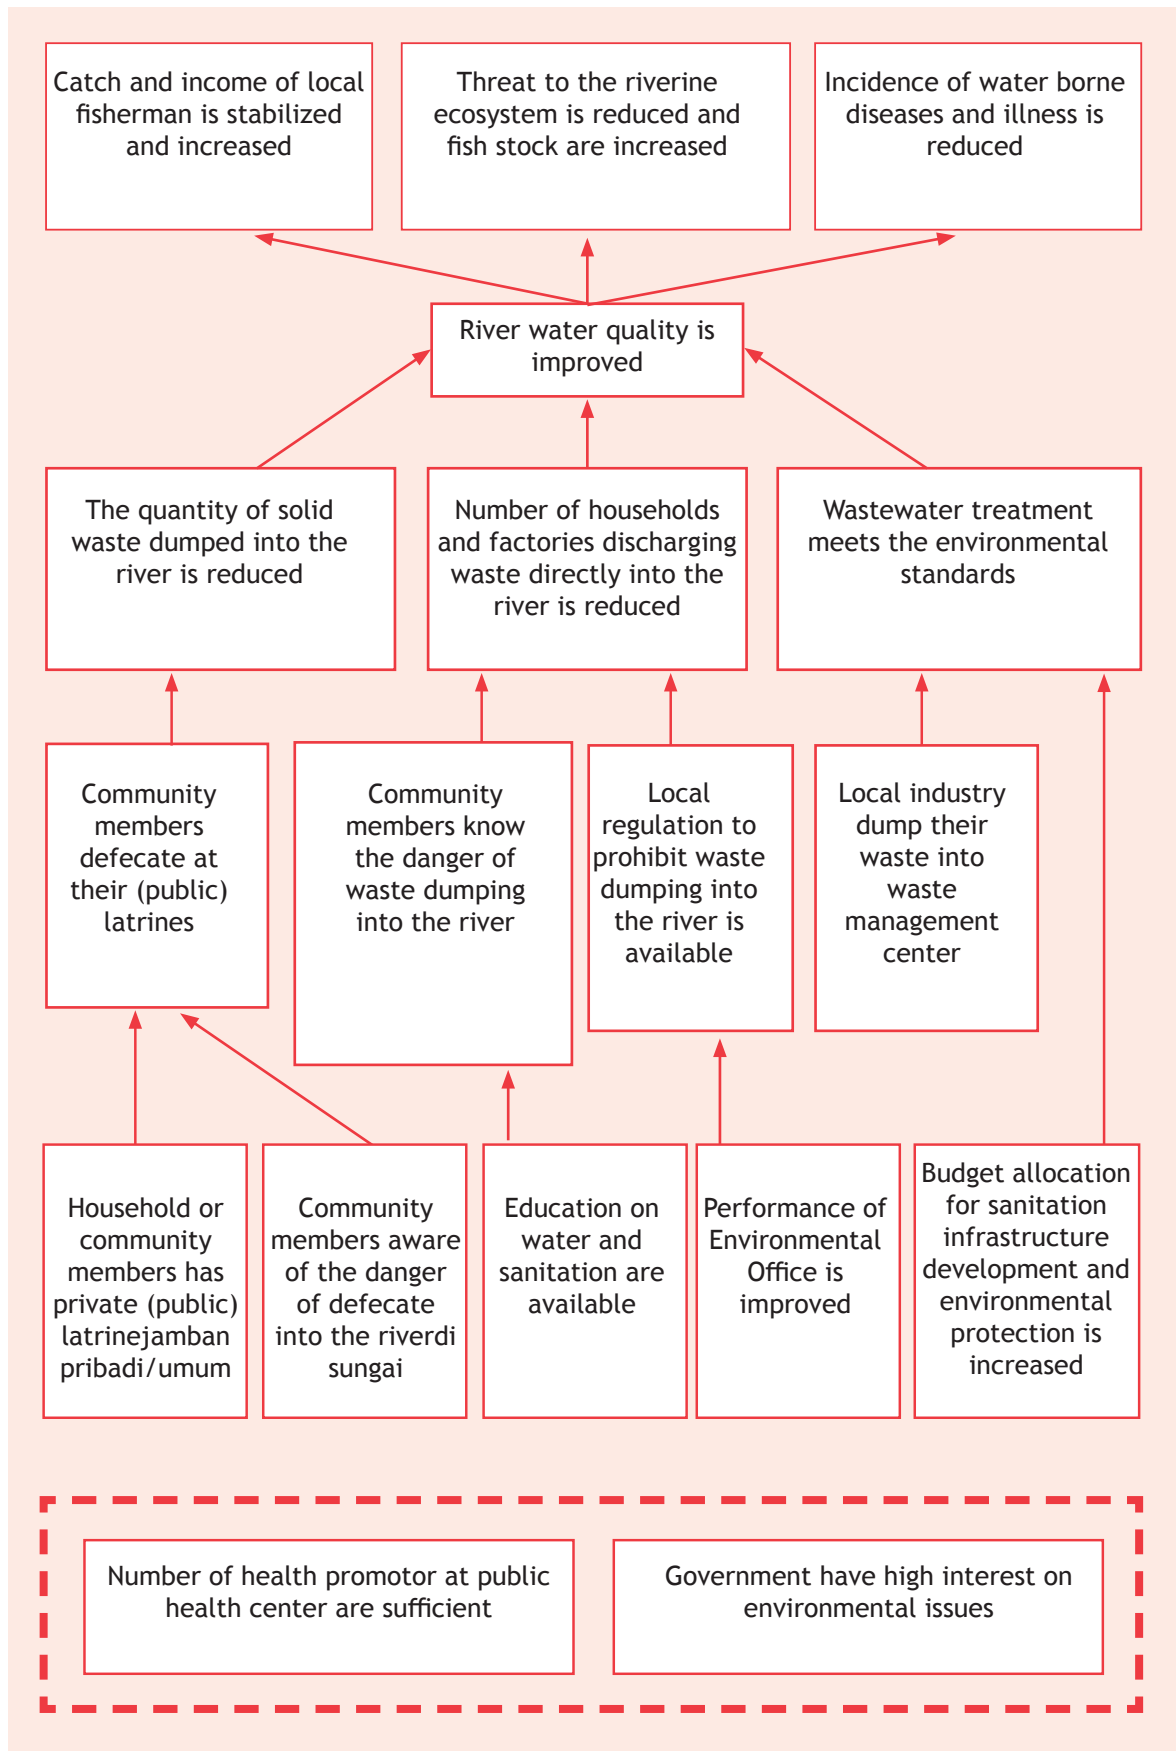 Catch and income of local
fisherman is stabilized
and increased
Threat to the riverine
ecosystem is reduced and
fish stock are increased
Incidence of water borne
diseases and illness is
reduced
River water quality is
improved
The quantity of solid
waste dumped into the
river is reduced
Number of households
and factories discharging
waste directly into the
river is reduced
Wastewater treatment
meets the environmental
standards
Community
members
defecate at
their (public)
latrines
Community
members know
the danger of
waste dumping
into the river
Local
regulation to
prohibit waste
dumping into
the river is
available
Local industry
dump their
waste into
waste
management
center
Household or
community
members has
private (public)
latrinejamban
pribadi/umum
Community
members aware
of the danger
of defecate
into the riverdi
sungai
Education on
water and
sanitation are
available
Performance of
Environmental
Office is
improved
Budget allocation
for sanitation
infrastructure
development and
environmental
protection is
increased
Number of health promotor at public
health center are sufficient
Government have high interest on
environmental issues